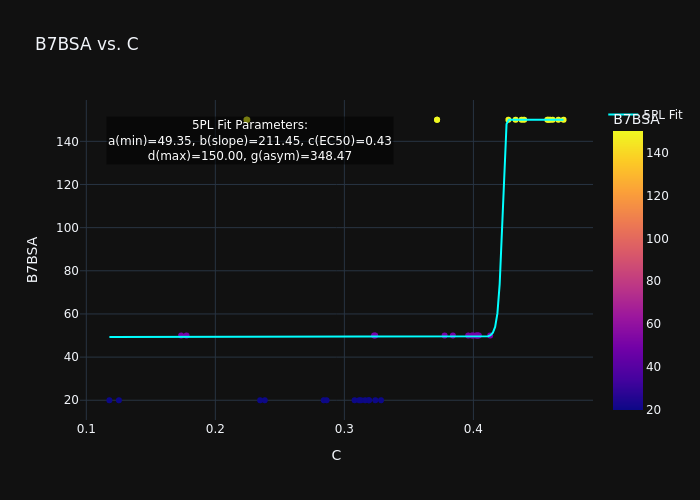 B7BSA vs. C
5PL Fit Parameters:
a(min)=49.35, b(slope)=211.45, c(EC50)=0.43
d(max)=150.00, g(asym)=348.47
5PL Fit
B7BSA
140
120
100
80
60
40
20
B7BSA
140
120
100
80
60
40
20
0.1
0.2
0.3
0.4
C